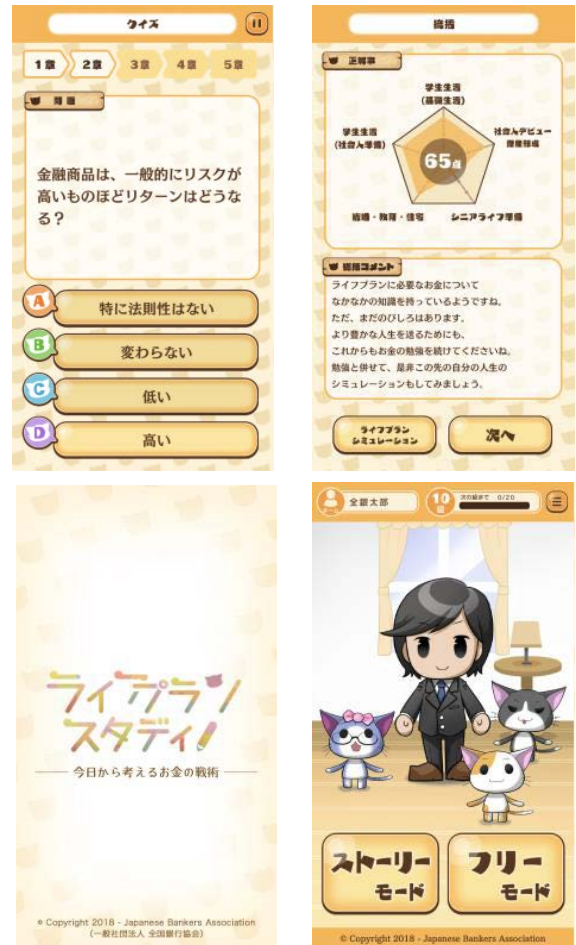 クイズ
1章
2章
3章
4章
5章
問題
金融商品は、一般的にリスクが
高いものほどリターンはどうな
る？
A
特に法則性はない
B
変わらない
C
低い
D
高い
総括
正解率
学生生活
(基礎生活)
学生生活
(社会人準備)
社会人デビュー
資産形成
65点
結婚・教育・住宅
シニアライフ準備
総括コメント
ライフプランに必要なお金について
なかなかの知識を持っているようですね。
ただ、まだのびしろはあります。
より豊かな人生を送るためにも、
これからもお金の勉強を続けてくださいね。
勉強と併せて、是非この先の自分の人生の
シミュレーションもしてみましょう。
ライフプラン
シミュレーション
次へ
ライフプラン
スタディ!
今日から考えるお金の戦術
© Copyright 2018 - Japanese Bankers Association
(一般社団法人 全国銀行協会)
全銀太郎
10
級
次の級まで 0/20
ストーリー
モード
フリー
モード
© Copyright 2018 - Japanese Bankers Association